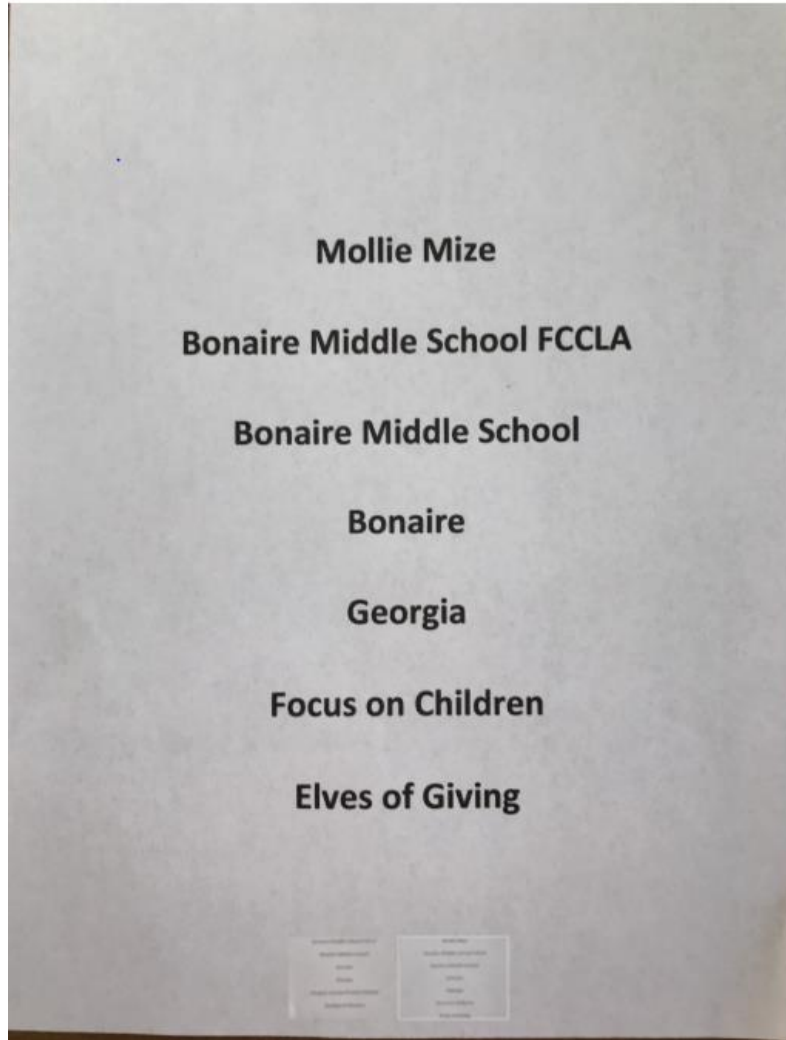 Mollie Mize
Bonaire Middle School FCCLA
Bonaire Middle School
Bonaire
Georgia
Focus on Children
Elves of Giving